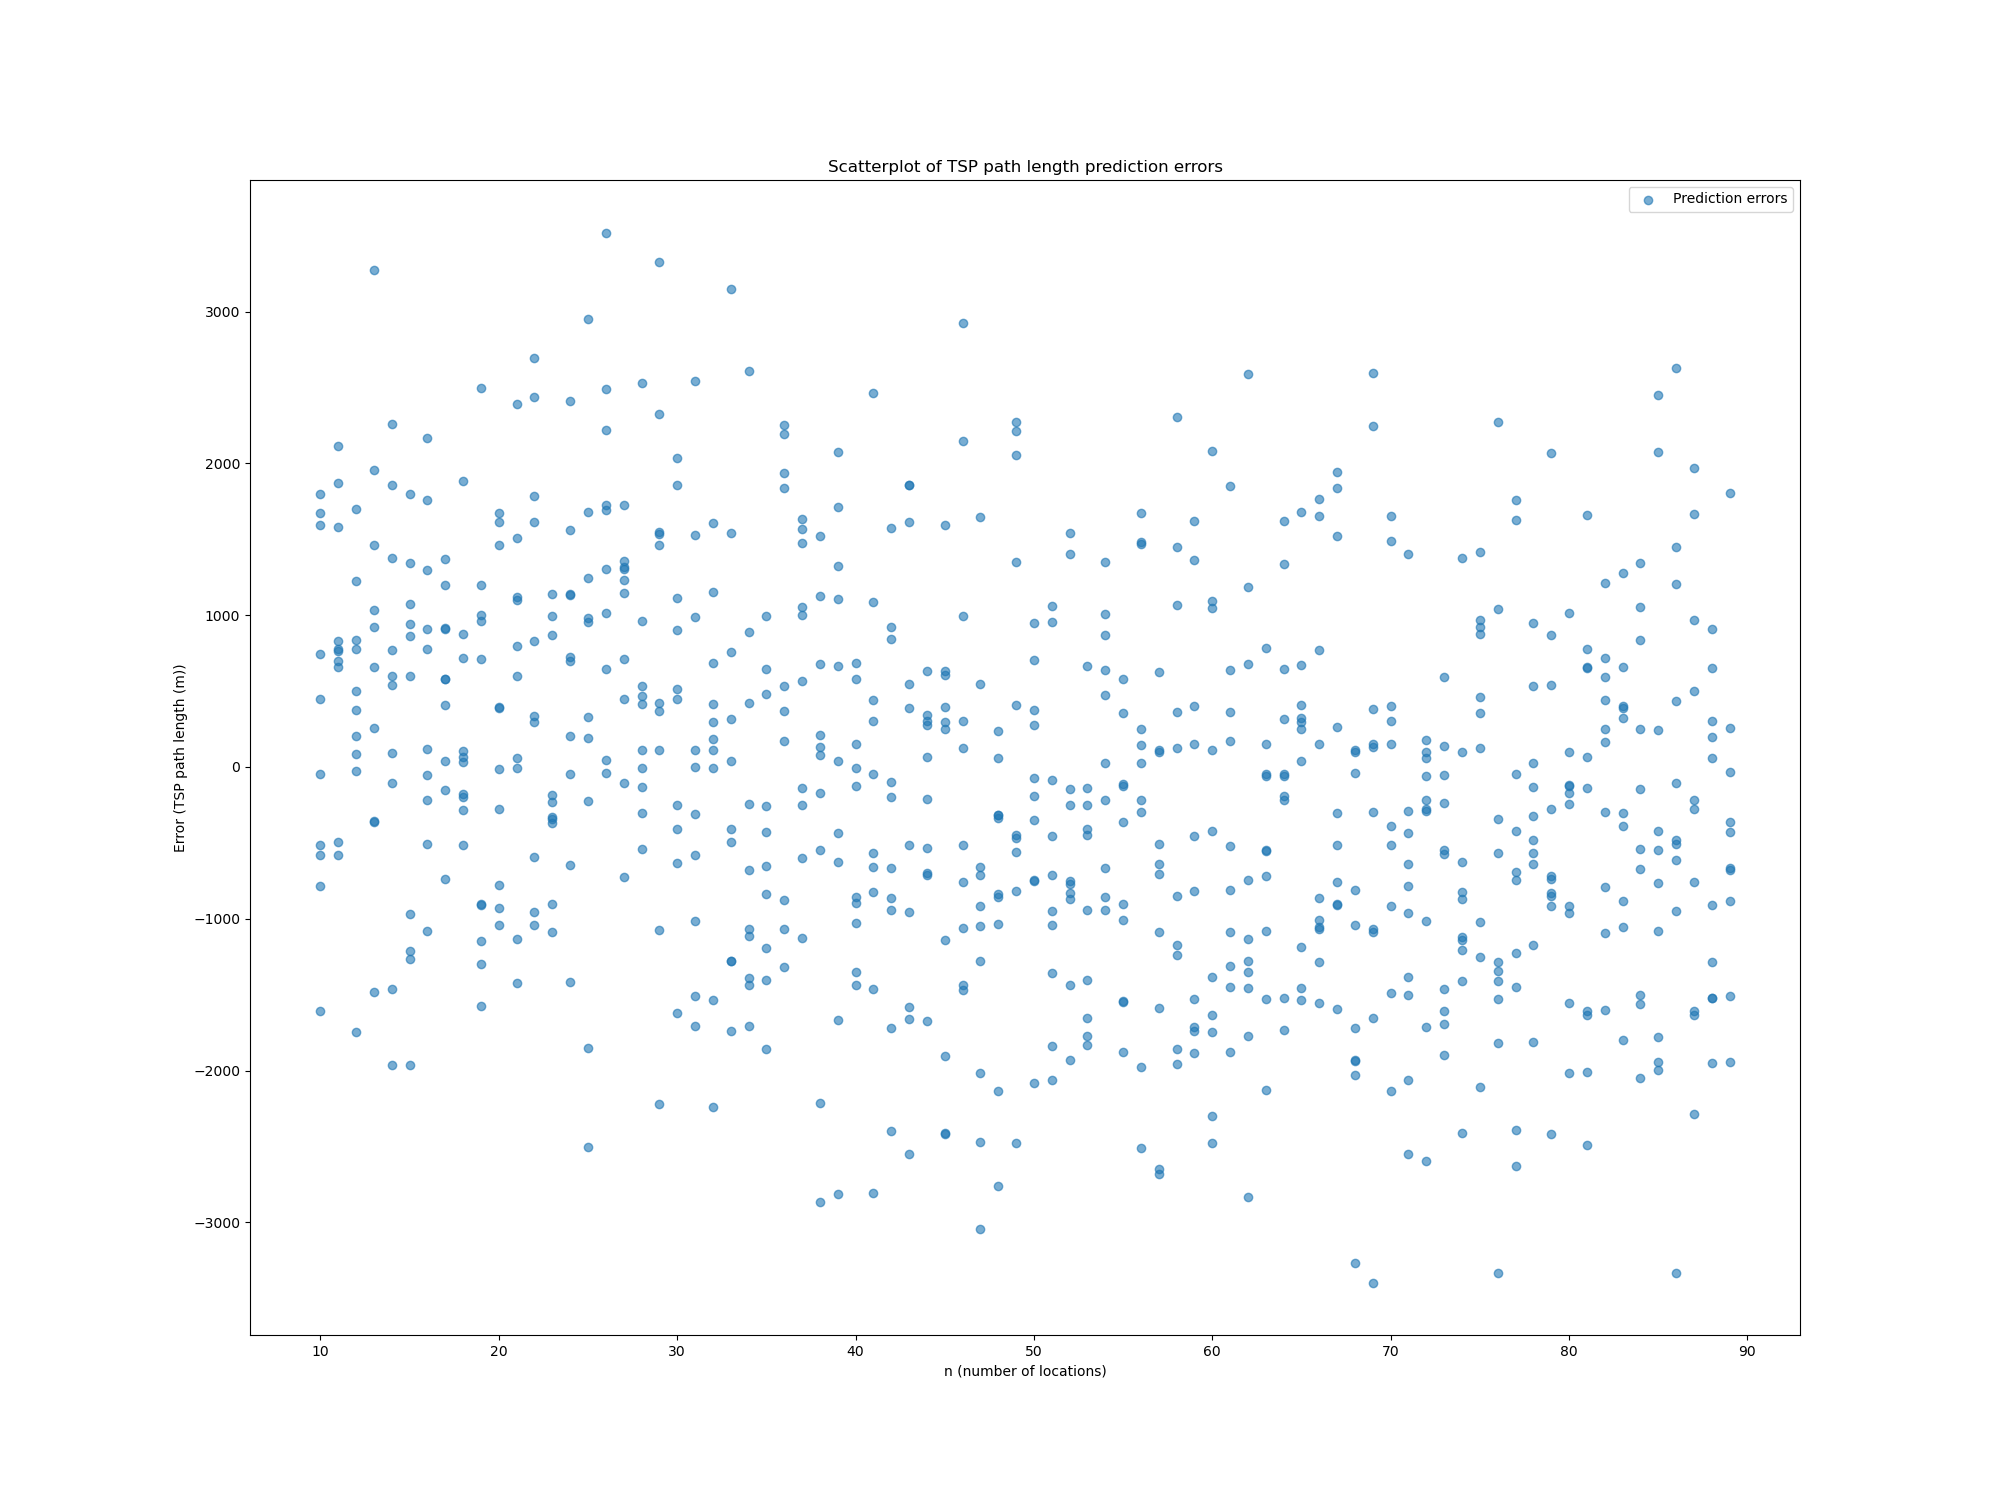 Scatterplot of TSP path length prediction errors
Prediction errors
3000
2000
1000
0
−1000
−2000
−3000
Error (TSP path length (m))
10 20 30 40 50 60 70 80 90
n (number of locations)